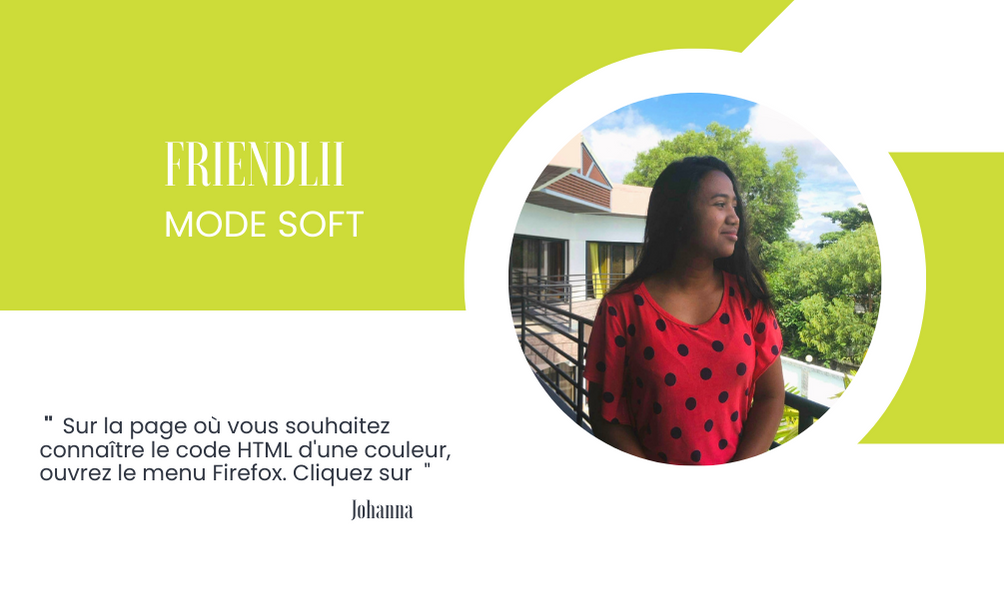 FRIENDLII
MODE SOFT
" Sur la page où vous souhaitez
connaître le code HTML d'une couleur,
ouvrez le menu Firefox. Cliquez sur "
Johanna